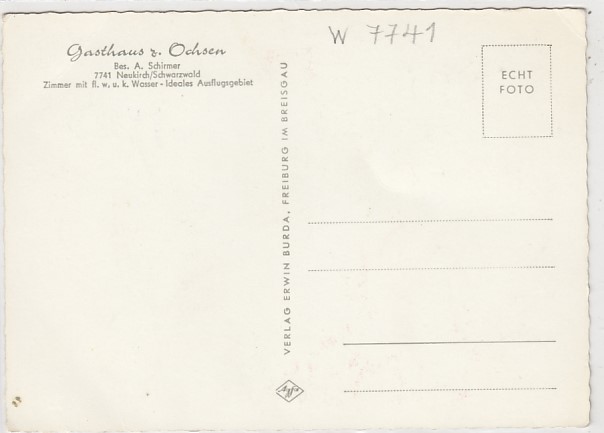 W 7741
Gasthaus z. Ochsen
Bes. A. Schirmer
7741 Neukirch/Schwarzwald
Zimmer mit fl. w. u. k. Wasser - Ideales Ausflugsgebiet
VERLAG ERWIN BURDA, FREIBURG IM BREISGAU
ECHT
FOTO
Agfa